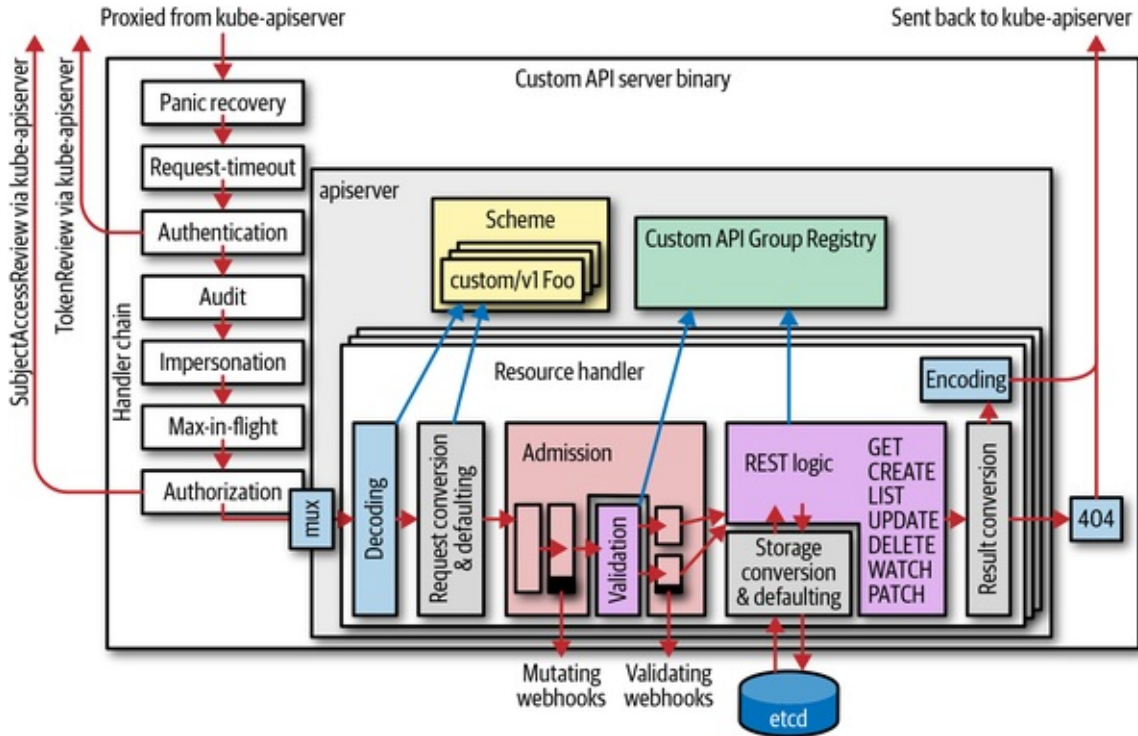 Proxied from kube-apiserver
Sent back to kube-apiserver
SubjectAccessReview via kube-apiserver
TokenReview via kube-apiserver
Custom API server binary
Handler chain
Panic recovery
Request-timeout
Authentication
Audit
Impersonation
Max-in-flight
Authorization
mux
apiserver
Scheme
custom/v1 Foo
Custom API Group Registry
Resource handler
Decoding
Request conversion
& defaulting
Admission
Validation
REST logic
GET
CREATE
LIST
UPDATE
DELETE
WATCH
PATCH
Storage
conversion
& defaulting
Result conversion
Encoding
404
Mutating
webhooks
Validating
webhooks
etcd